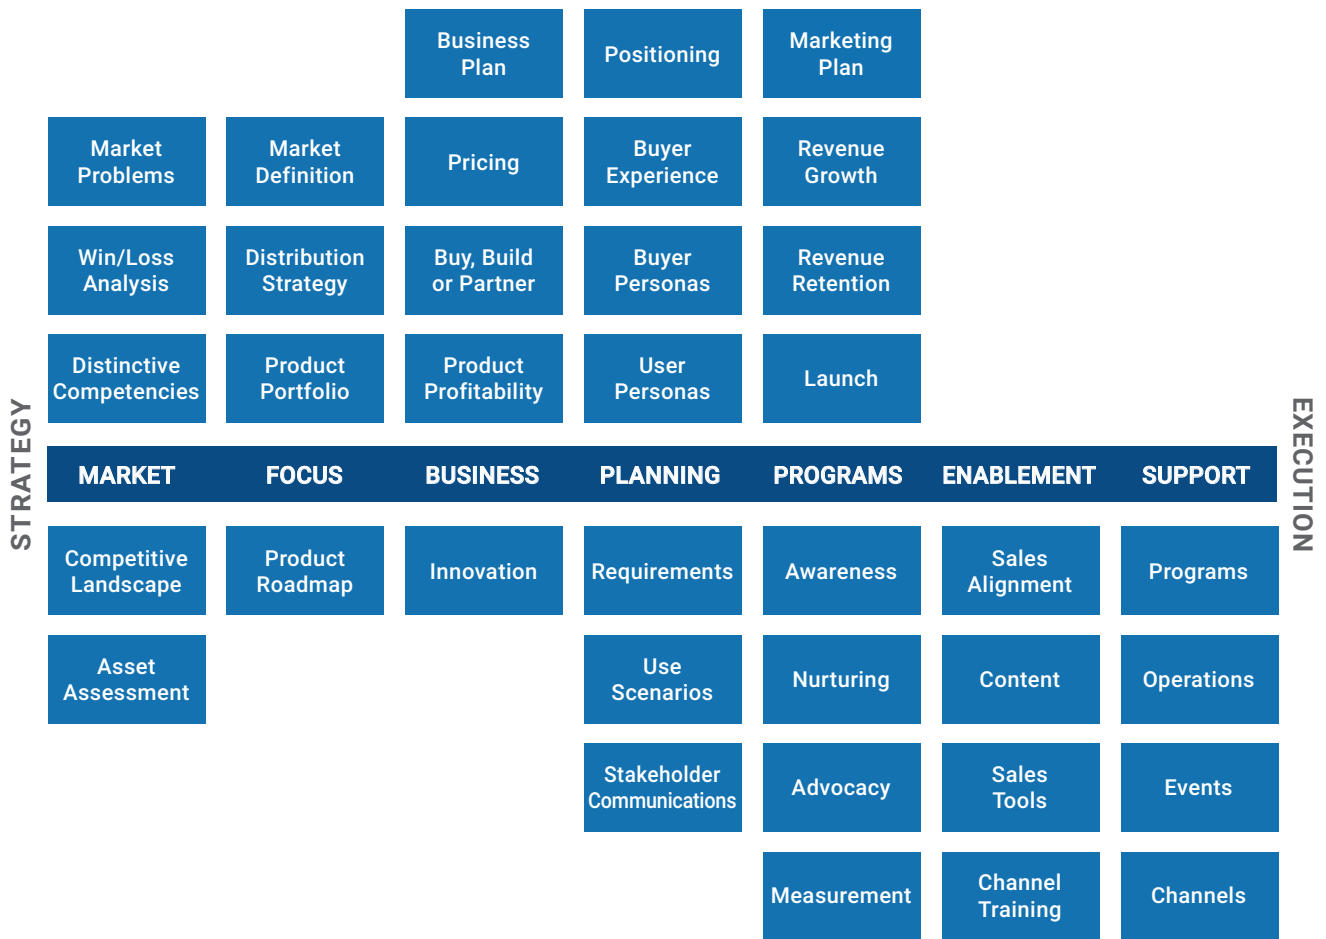 Business
Plan
Positioning
Marketing
Plan
Market
Problems
Market
Definition
Pricing
Buyer
Experience
Revenue
Growth
Win/Loss
Analysis
Distribution
Strategy
Buy, Build
or Partner
Buyer
Personas
Revenue
Retention
Distinctive
Competencies
Product
Portfolio
Product
Profitability
User
Personas
Launch
STRATEGY
MARKET
FOCUS
BUSINESS
PLANNING
PROGRAMS
ENABLEMENT
SUPPORT
EXECUTION
Competitive
Landscape
Product
Roadmap
Innovation
Requirements
Awareness
Sales
Alignment
Programs
Asset
Assessment
Use
Scenarios
Nurturing
Content
Operations
Stakeholder
Communications
Advocacy
Sales
Tools
Events
Measurement
Channel
Training
Channels